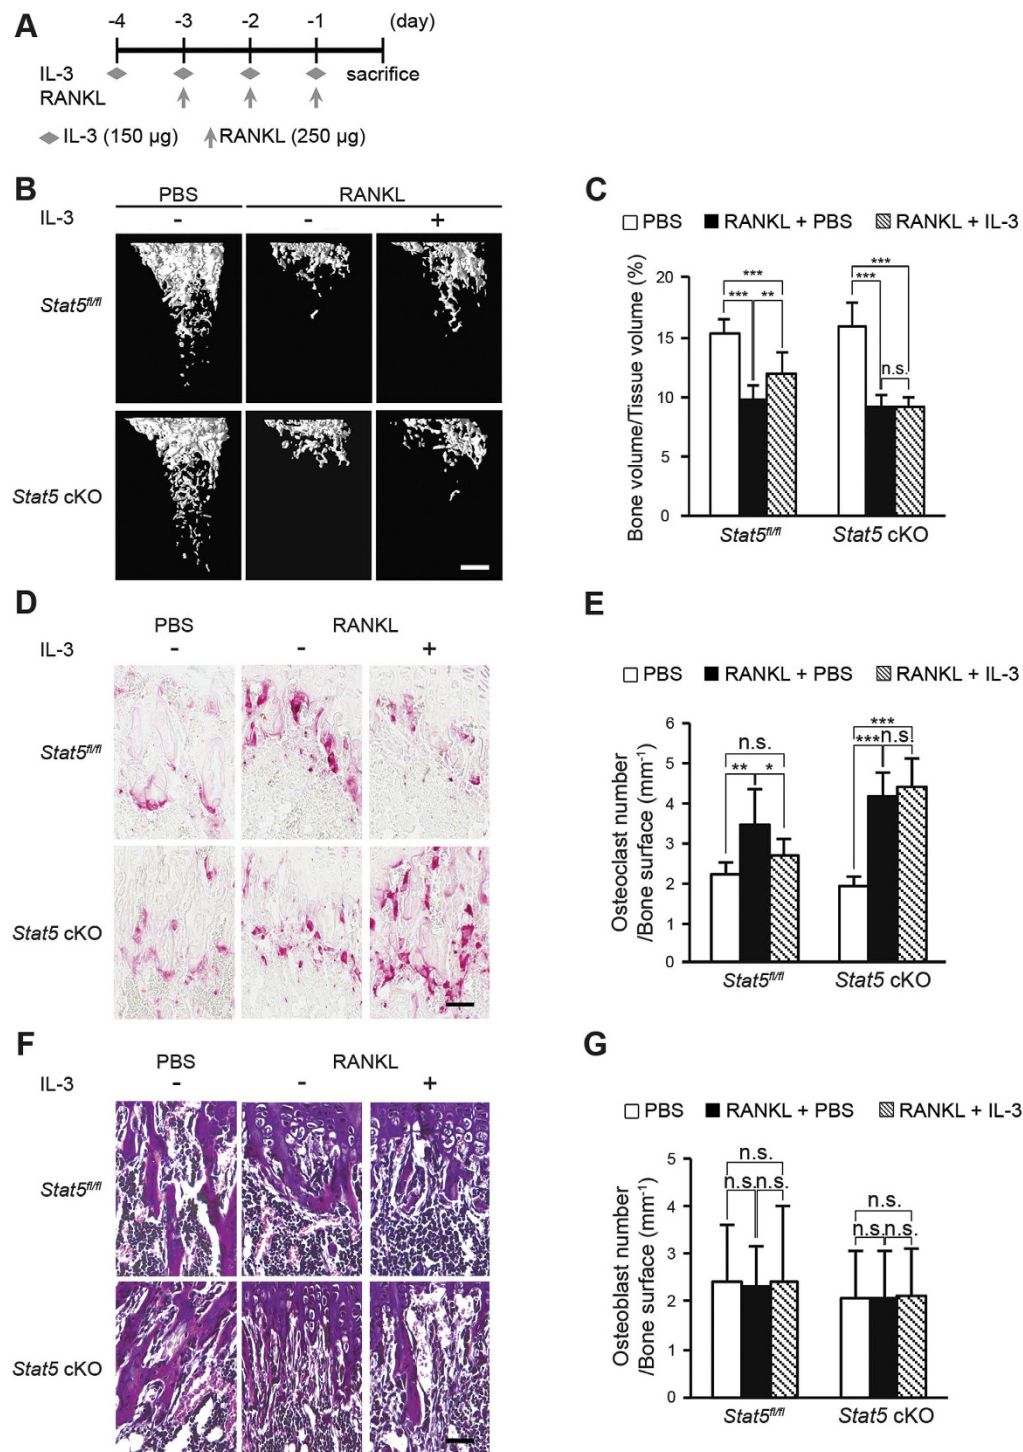 A
-4 -3 -2 -1 (day)
IL-3 sacrifice
RANKL
IL-3 (150 µg) RANKL (250 µg)
B
PBS RANKL
IL-3 - - +
Stat5fl/fl
Stat5 cKO
C
PBS RANKL + PBS RANKL + IL-3
Bone volume/Tissue volume (%)
20
15
10
5
0
*** *** **
*** *** n.s.
Stat5fl/fl Stat5 cKO
D
PBS RANKL
IL-3 - - +
Stat5fl/fl
Stat5 cKO
E
PBS RANKL + PBS RANKL + IL-3
Osteoclast number
/Bone surface (mm-1)
6
5
4
3
2
1
0
n.s. ** *
*** *** n.s.
Stat5fl/fl Stat5 cKO
F
PBS RANKL
IL-3 - - +
Stat5fl/fl
Stat5 cKO
G
PBS RANKL + PBS RANKL + IL-3
Osteoblast number
/Bone surface (mm-1)
5
4
3
2
1
0
n.s. n.s. n.s.
n.s. n.s. n.s.
Stat5fl/fl Stat5 cKO